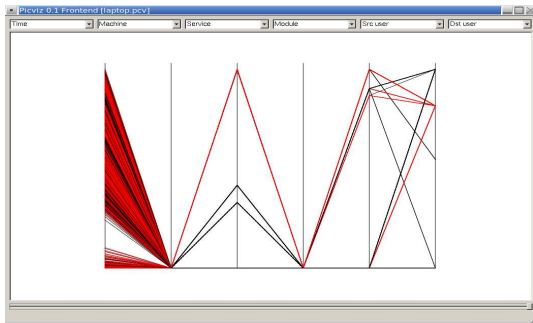 Picviz 0.1 Frontend [laptop.pcv]
Time Machine Service Module Src user Dst user